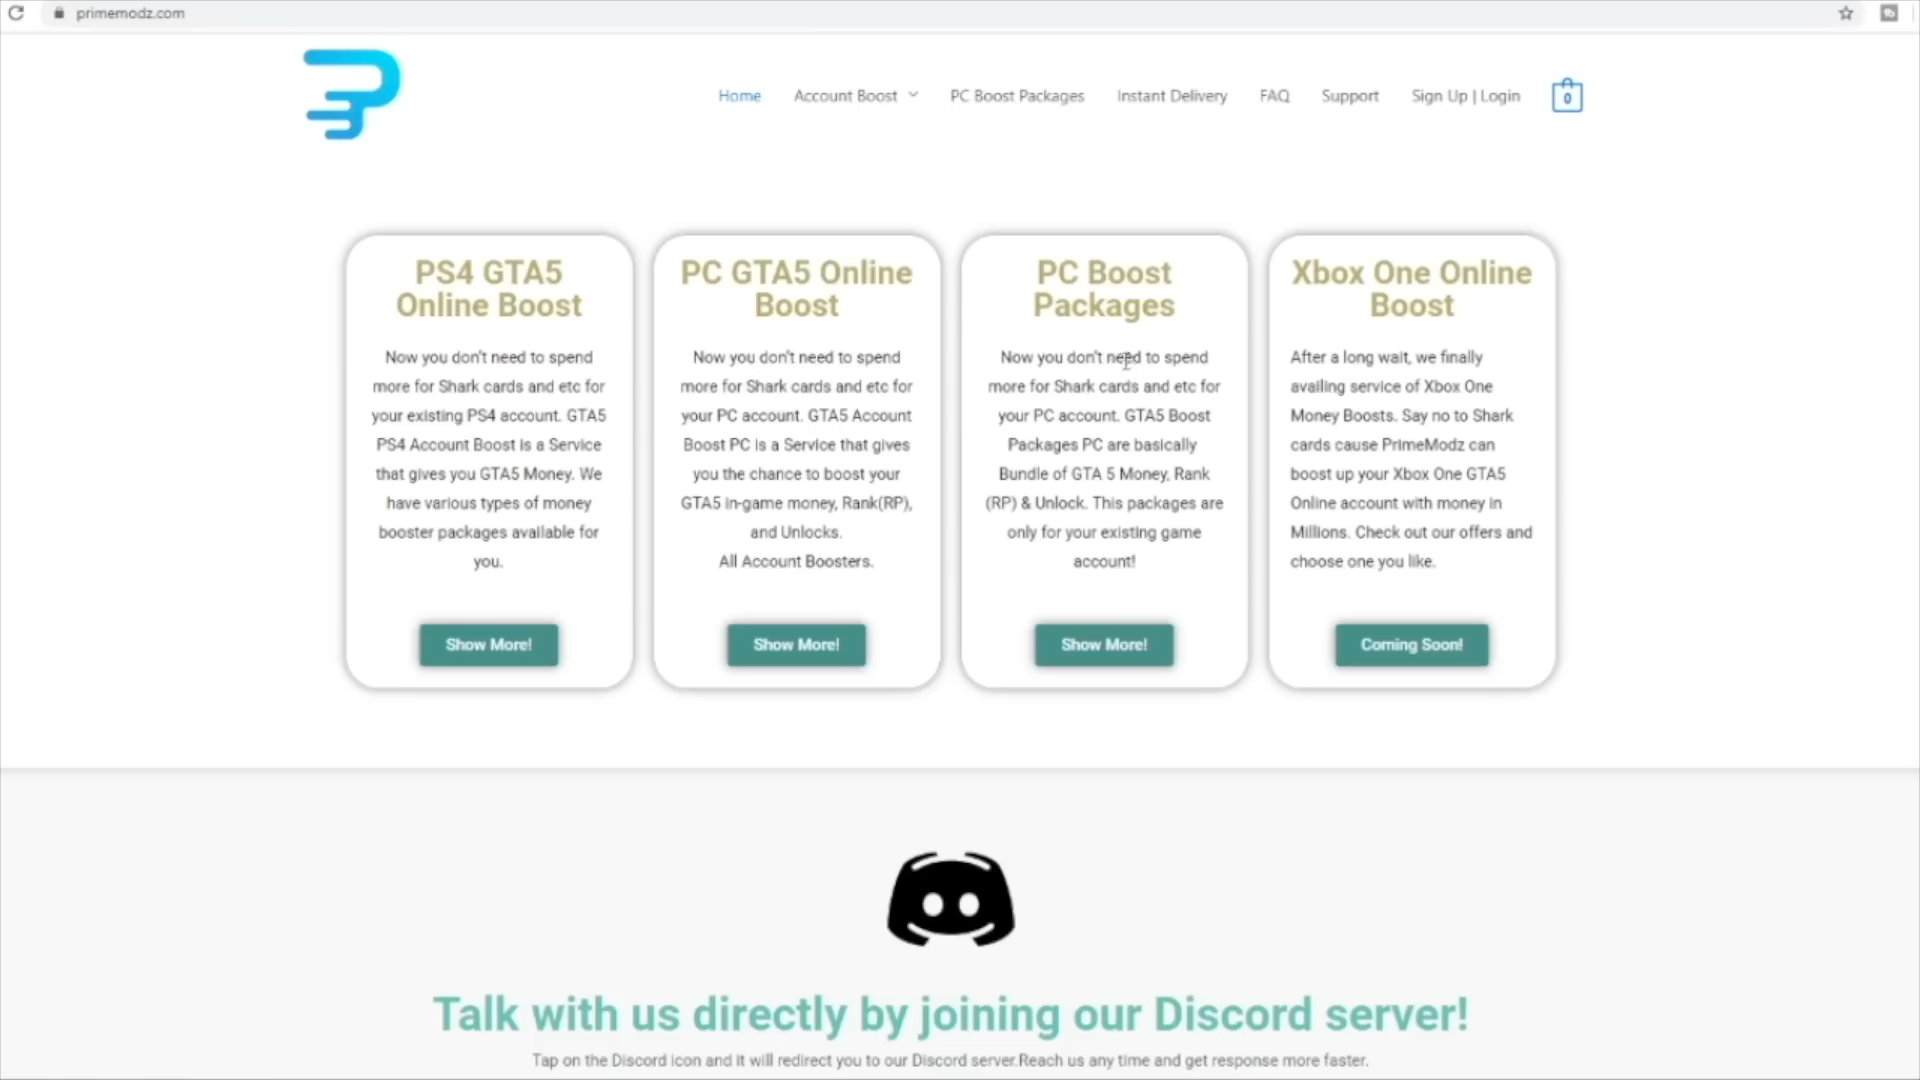 primemodz.com
Home
Account Boost
PC Boost Packages
Instant Delivery
FAQ
Support
Sign Up | Login
0
PS4 GTA5
Online Boost
Now you don't need to spend
more for Shark cards and etc for
your existing PS4 account. GTA5
PS4 Account Boost is a Service
that gives you GTA5 Money. We
have various types of money
booster packages available for
you.
Show More!
PC GTA5 Online
Boost
Now you don't need to spend
more for Shark cards and etc for
your PC account. GTA5 Account
Boost PC is a Service that gives
you the chance to boost your
GTA5 in-game money, Rank(RP),
and Unlocks.
All Account Boosters.
Show More!
PC Boost
Packages
Now you don't need to spend
more for Shark cards and etc for
your PC account. GTA5 Boost
Packages PC are basically
Bundle of GTA 5 Money, Rank
(RP) & Unlock. This packages are
only for your existing game
account!
Show More!
Xbox One Online
Boost
After a long wait, we finally
availing service of Xbox One
Money Boosts. Say no to Shark
cards cause PrimeModz can
boost up your Xbox One GTA5
Online account with money in
Millions. Check out our offers and
choose one you like.
Coming Soon!
Talk with us directly by joining our Discord server!
Tap on the Discord icon and it will redirect you to our Discord server.Reach us any time and get response more faster.